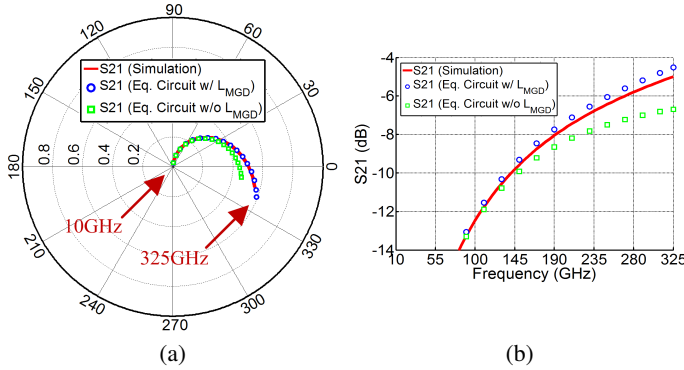 90
120
60
150
30
180
0
210
330
240
300
270
0.8
0.6
0.4
0.2
S21 (Simulation)
S21 (Eq. Circuit w/ LMGD)
S21 (Eq. Circuit w/o LMGD)
10GHz
325GHz
(a)
S21 (dB)
-4
-6
-8
-10
-12
-14
S21 (Simulation)
S21 (Eq. Circuit w/ LMGD)
S21 (Eq. Circuit w/o LMGD)
10 55 100 145 190 235 280 325
Frequency (GHz)
(b)